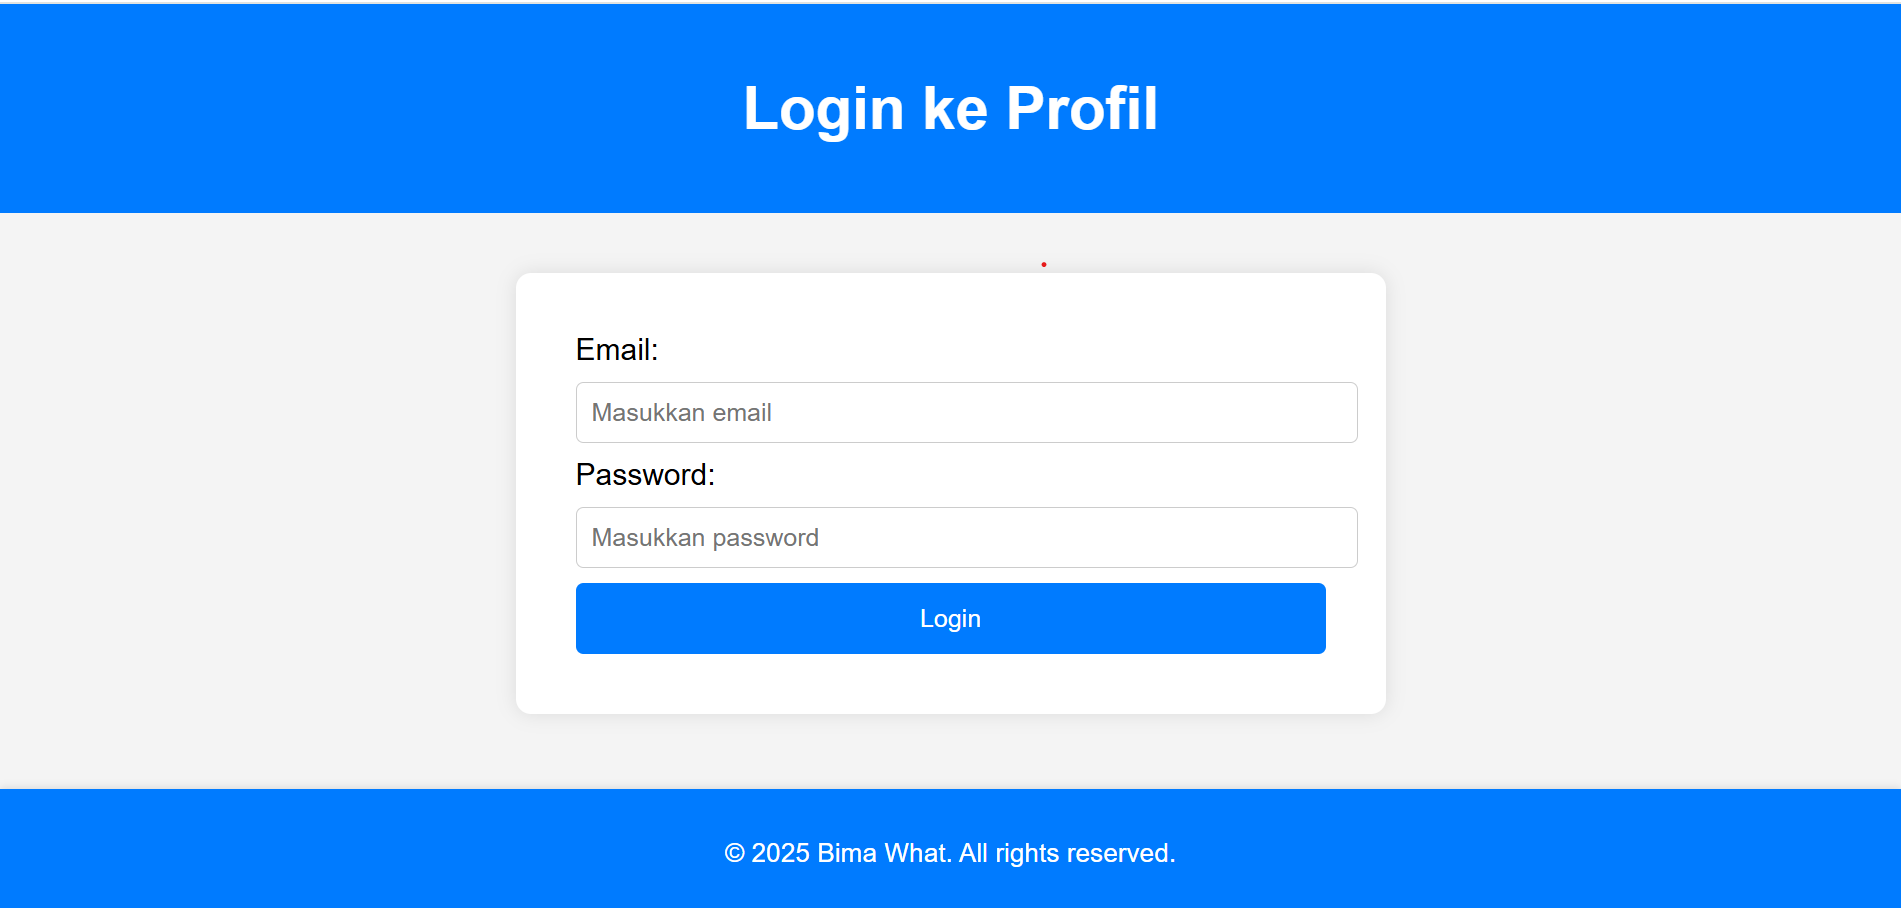 Login ke Profil
Email:
Masukkan email
Password:
Masukkan password
Login
© 2025 Bima What. All rights reserved.